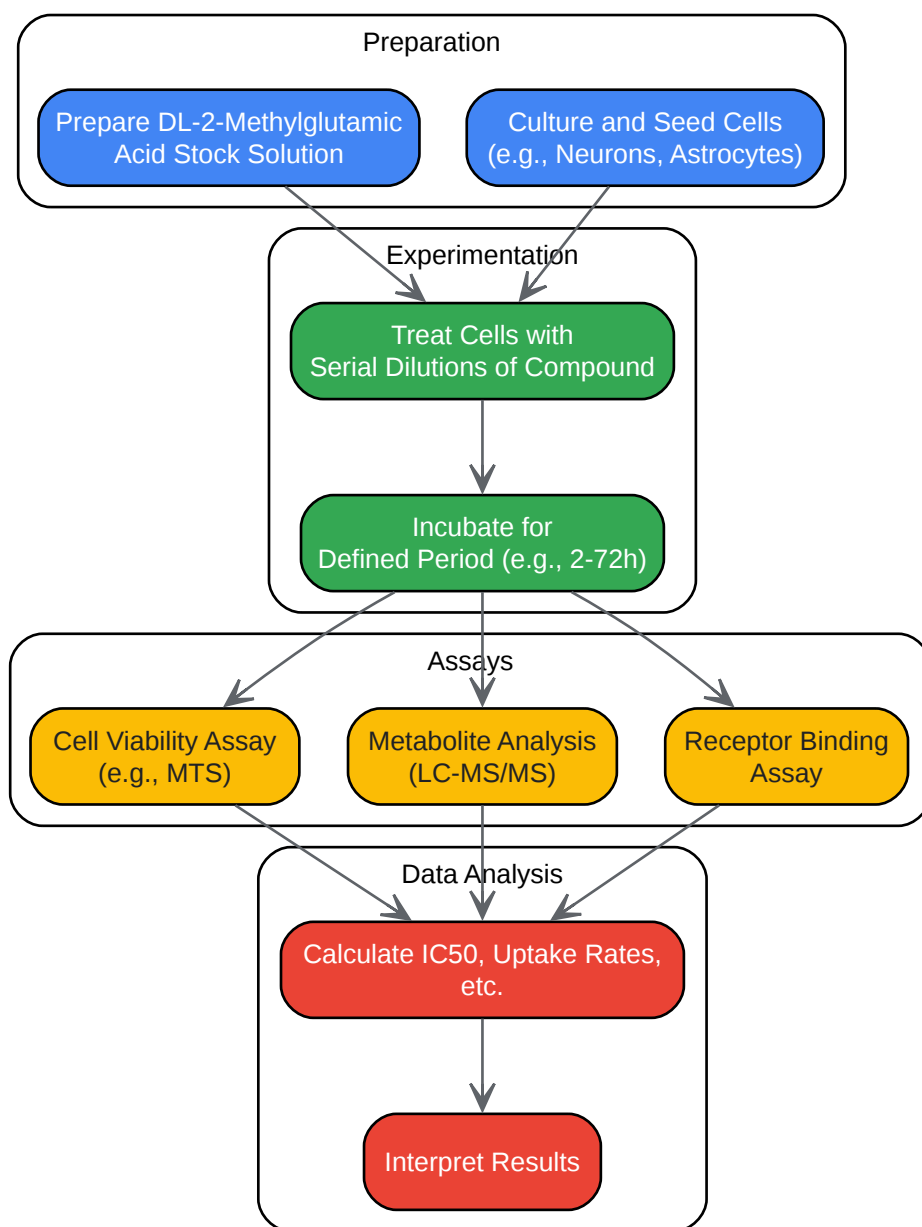 Preparation
Prepare DL-2-Methylglutamic
Acid Stock Solution
Culture and Seed Cells
(e.g., Neurons, Astrocytes)
Experimentation
Treat Cells with
Serial Dilutions of Compound
Incubate for
Defined Period (e.g., 2-72h)
Assays
Cell Viability Assay
(e.g., MTS)
Metabolite Analysis
(LC-MS/MS)
Receptor Binding
Assay
Data Analysis
Calculate IC50, Uptake Rates,
etc.
Interpret Results